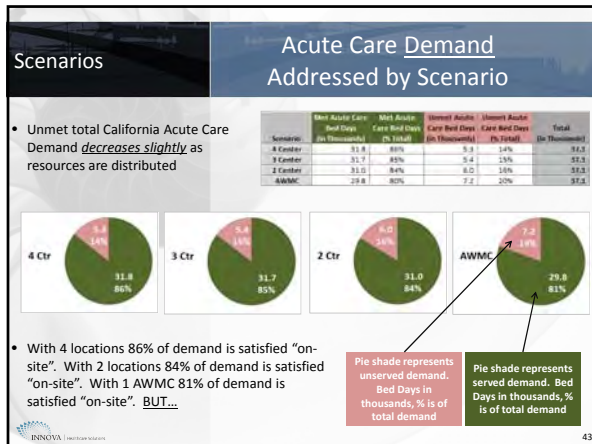 Scenarios
Acute Care Demand
Addressed by Scenario
• Unmet total California Acute Care
Demand decreases slightly as
resources are distributed
Met Acute Care Met Acute Unmet Acute Unmet Acute
Bed Days Care Bed Days Care Bed Days Care Bed Days Total
Scenario (in Thousands) (% Total) (in Thousands) (% Total) (in Thousands)
4 Center 31.8 86% 5.3 14% 37.1
3 Center 31.7 85% 5.4 15% 37.1
2 Center 31.0 84% 6.0 16% 37.1
AWMC 29.8 80% 7.2 20% 37.1
4 Ctr
5.3
14%
31.8
86%
3 Ctr
5.4
15%
31.7
85%
2 Ctr
6.0
16%
31.0
84%
AWMC
7.2
19%
29.8
81%
• With 4 locations 86% of demand is satisfied “on-
site”. With 2 locations 84% of demand is satisfied
“on-site”. With 1 AWMC 81% of demand is
satisfied “on-site”. BUT…
Pie shade represents
unserved demand.
Bed Days in
thousands, % is of
total demand
Pie shade represents
served demand. Bed
Days in thousands, %
is of total demand
INNOVA
43